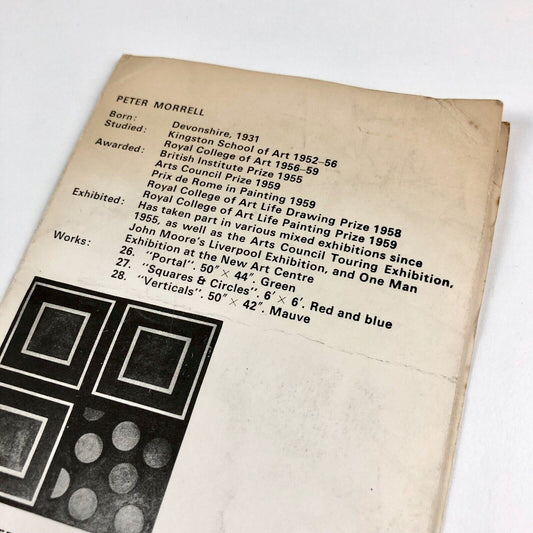 PETER MORRELL
Born: Devonshire, 1931
Studied: Kingston School of Art 1952-56
Royal College of Art 1956-59
Awarded: British Institute Prize 1955
Arts Council Prize 1959
Prix de Rome in Painting 1959
Royal College of Art Life Drawing Prize 1958
Royal College of Art Life Painting Prize 1959
Exhibited: Has taken part in various mixed exhibitions since
1955, as well as the Arts Council Touring Exhibition,
John Moore's Liverpool Exhibition, and One Man
Exhibition at the New Art Centre
Works: 26. "Portal". 50" × 44". Green
27. "Squares & Circles". 6' × 6'. Red and blue
28. "Verticals". 50" × 42". Mauve